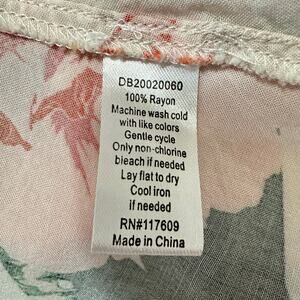 DB20020060
100% Rayon
Machine wash cold
with like colors
Gentle cycle
Only non-chlorine
bleach if needed
Lay flat to dry
Cool iron
if needed
RN#117609
Made in China